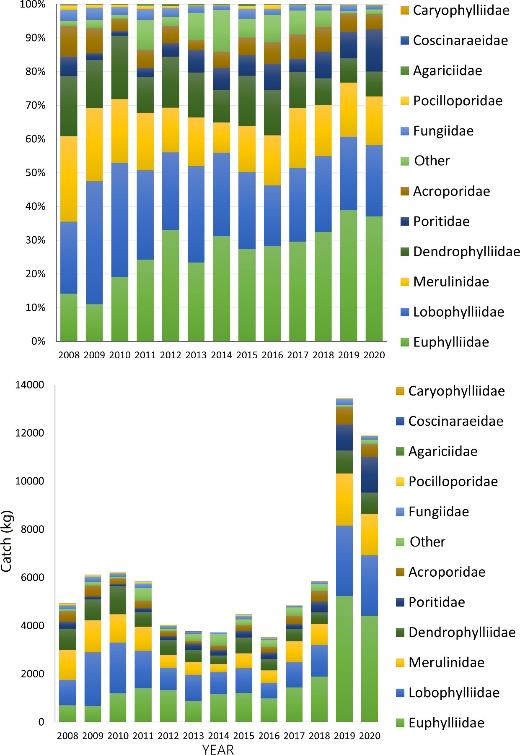 100%
90%
80%
70%
60%
50%
40%
30%
20%
10%
0%
2008 2009 2010 2011 2012 2013 2014 2015 2016 2017 2018 2019 2020
Caryophylliidae
Coscinaraeidae
Agariciidae
Pocilloporidae
Fungiidae
Other
Acroporidae
Poritidae
Dendrophylliidae
Merulinidae
Lobophylliidae
Euphylliidae
Catch (kg)
14000
12000
10000
8000
6000
4000
2000
0
2008 2009 2010 2011 2012 2013 2014 2015 2016 2017 2018 2019 2020
YEAR
Caryophylliidae
Coscinaraeidae
Agariciidae
Pocilloporidae
Fungiidae
Other
Acroporidae
Poritidae
Dendrophylliidae
Merulinidae
Lobophylliidae
Euphylliidae